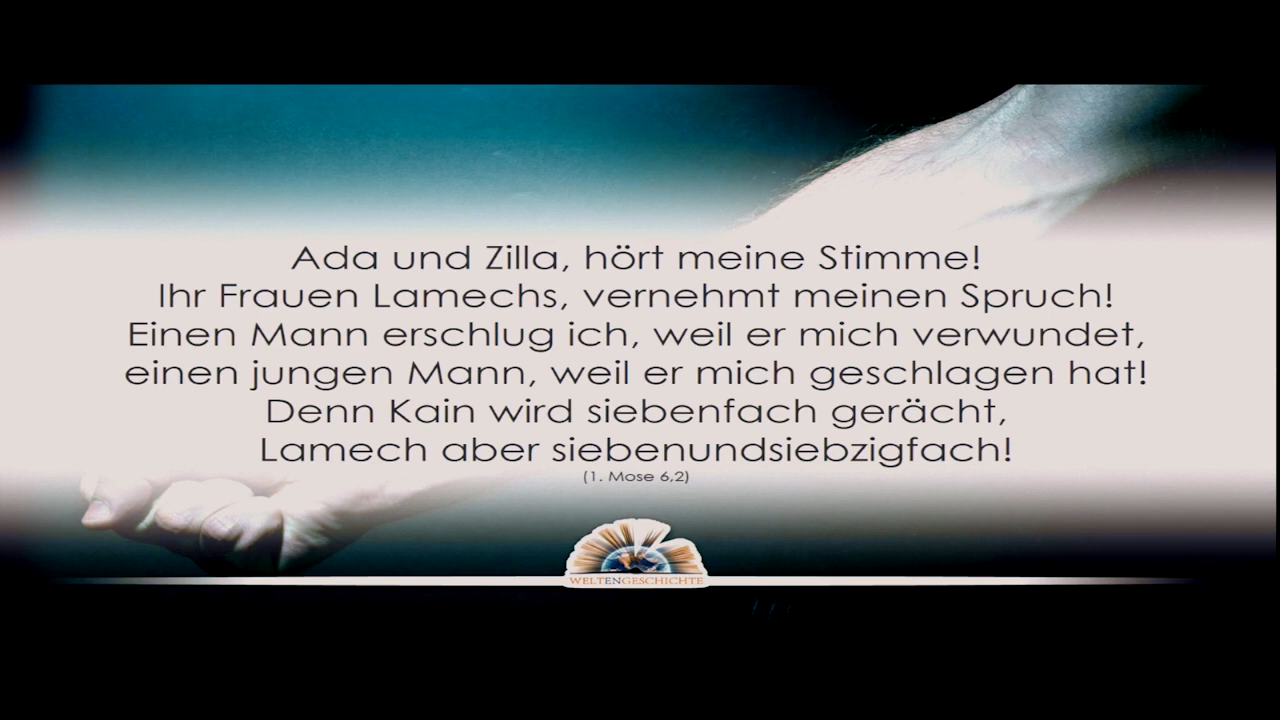 Ada und Zilla, hört meine Stimme!
Ihr Frauen Lamechs, vernehmt meinen Spruch!
Einen Mann erschlug ich, weil er mich verwundet,
einen jungen Mann, weil er mich geschlagen hat!
Denn Kain wird siebenfach gerächt,
Lamech aber siebenundsiebzigfach!
(1. Mose 6,2)
WELTENGESCHICHTE